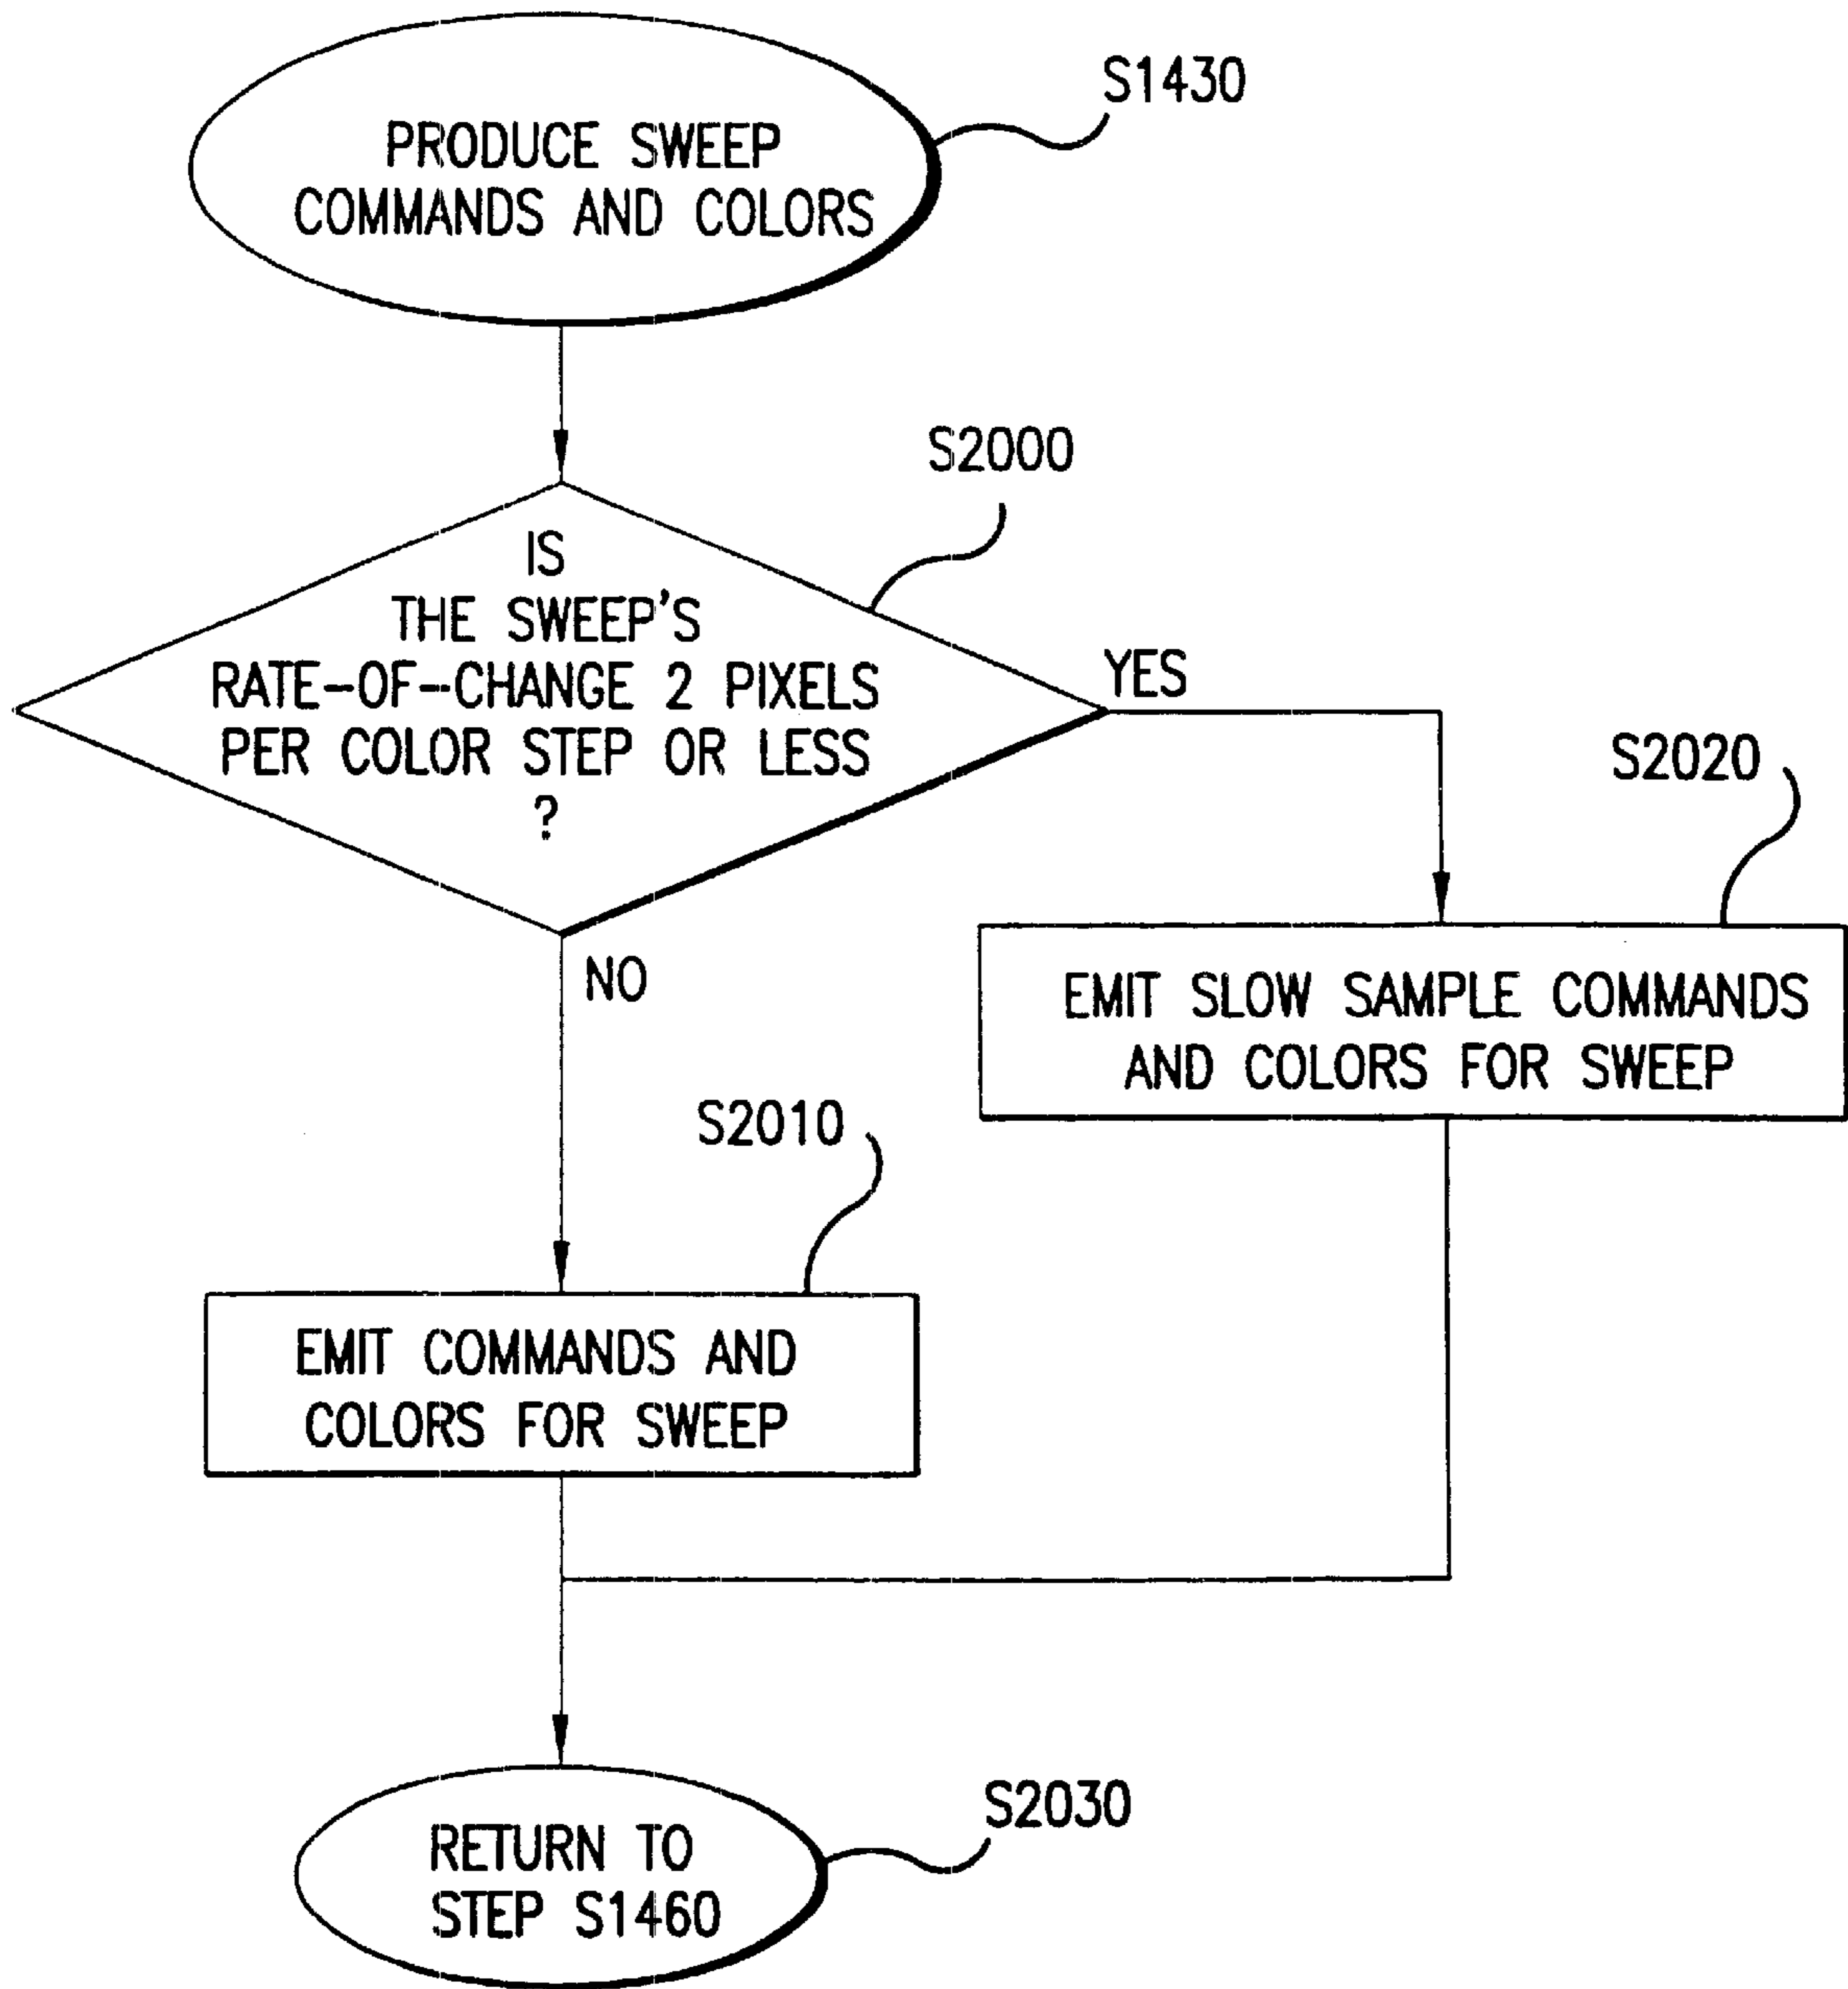 S1430
PRODUCE SWEEP
COMMANDS AND COLORS
S2000
IS
THE SWEEP'S
RATE-OF-CHANGE 2 PIXELS
PER COLOR STEP OR LESS
?
YES
NO
S2020
EMIT SLOW SAMPLE COMMANDS
AND COLORS FOR SWEEP
S2010
EMIT COMMANDS AND
COLORS FOR SWEEP
S2030
RETURN TO
STEP S1460